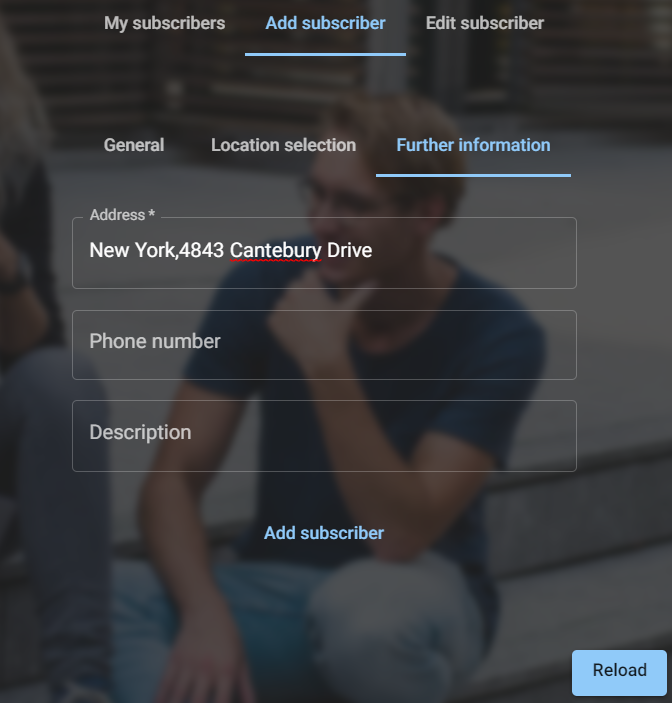 My subscribers Add subscriber Edit subscriber
General Location selection Further information
Address *
New York,4843 Cantebury Drive
Phone number
Description
Add subscriber
Reload